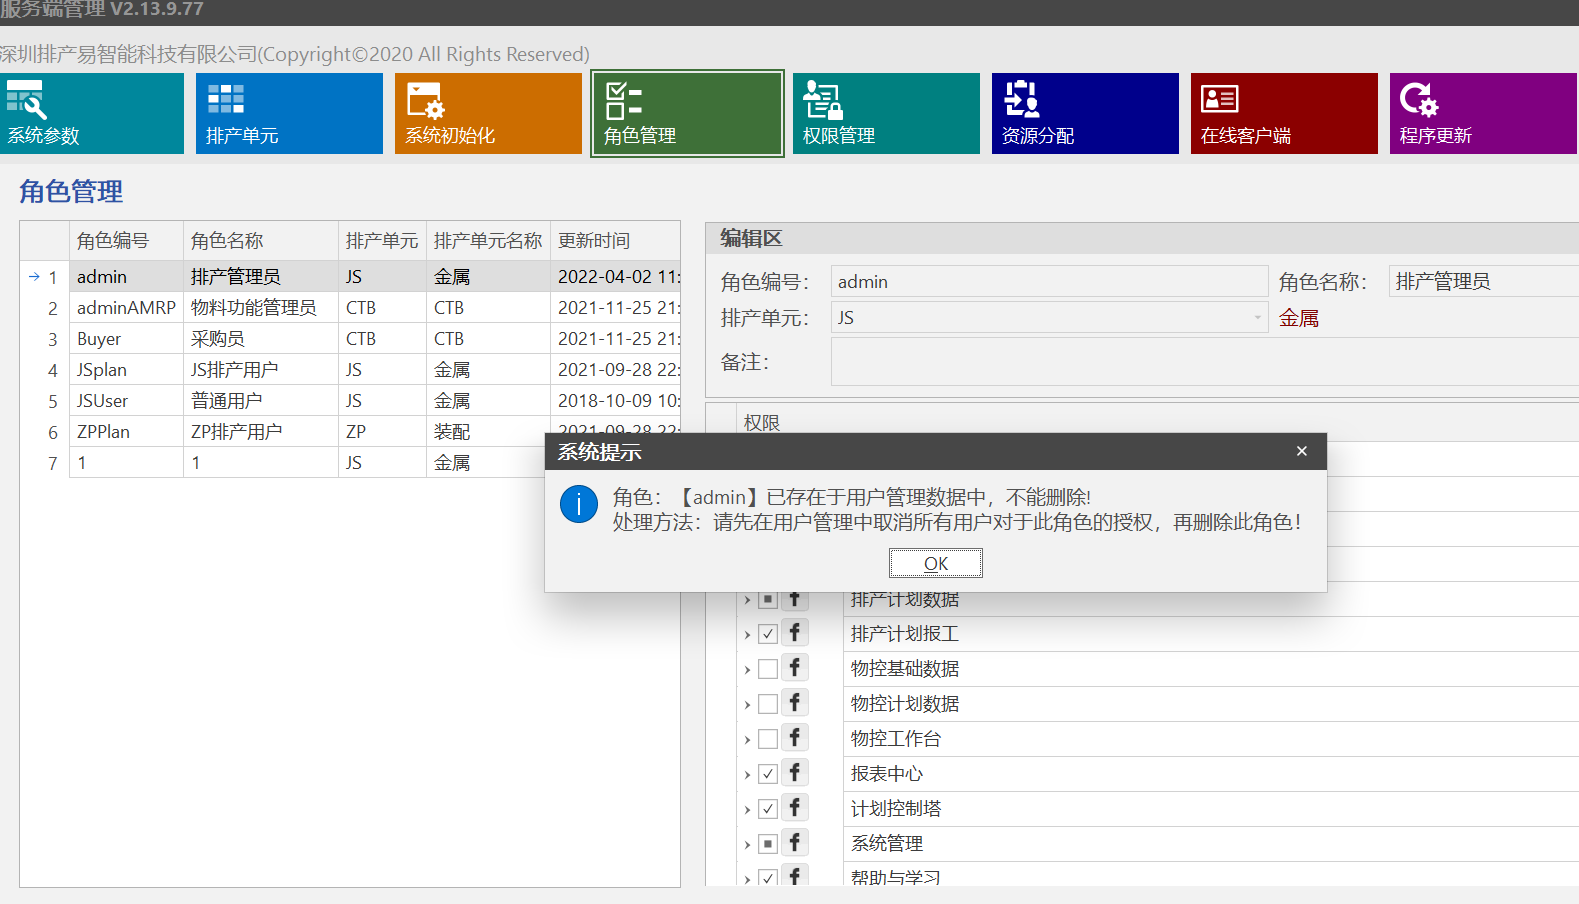 服务端管理 V2.13.9.77
深圳排产易智能科技有限公司(Copyright©2020 All Rights Reserved)
系统参数
排产单元
系统初始化
角色管理
权限管理
资源分配
在线客户端
程序更新
角色管理
角色编号 角色名称 排产单元 排产单元名称 更新时间
1 admin 排产管理员 JS 金属 2022-04-02 11:
2 adminAMRP 物料功能管理员 CTB CTB 2021-11-25 21:
3 Buyer 采购员 CTB CTB 2021-11-25 21:
4 JSplan JS排产用户 JS 金属 2021-09-28 22:
5 JSUser 普通用户 JS 金属 2018-10-09 10:
6 ZPPlan ZP排产用户 ZP 装配 2021-09-28 22:
7 1 1 JS 金属
编辑区
角色编号： admin 角色名称： 排产管理员
排产单元： JS 金属
备注：
权限
系统提示
角色：【admin】已存在于用户管理数据中，不能删除!
处理方法：请先在用户管理中取消所有用户对于此角色的授权，再删除此角色！
OK
排产计划数据
排产计划报工
物控基础数据
物控计划数据
物控工作台
报表中心
计划控制塔
系统管理
帮助与学习